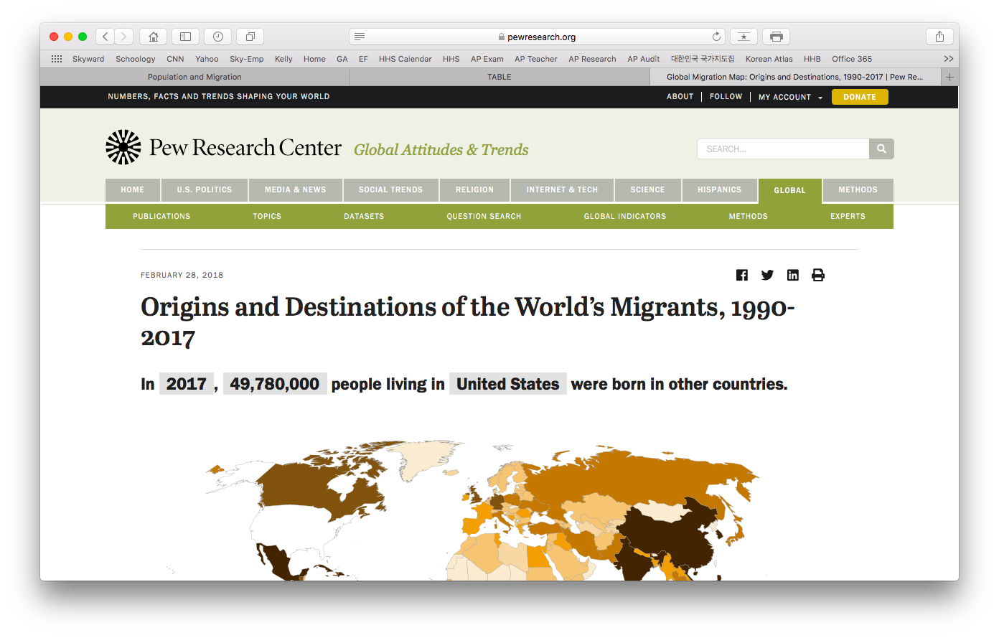 pewresearch.org
Skyward Schoology CNN Yahoo Sky-Emp Kelly Home GA EF HHS Calendar HHS AP Exam AP Teacher AP Research AP Audit 대한민국 국가지도집 Korean Atlas HHB Office 365 >>
Population and Migration TABLE Global Migration Map: Origins and Destinations, 1990-2017 | Pew Re... +
NUMBERS, FACTS AND TRENDS SHAPING YOUR WORLD ABOUT | FOLLOW | MY ACCOUNT DONATE
Pew Research Center Global Attitudes & Trends SEARCH...
HOME U.S. POLITICS MEDIA & NEWS SOCIAL TRENDS RELIGION INTERNET & TECH SCIENCE HISPANICS GLOBAL METHODS
PUBLICATIONS TOPICS DATASETS QUESTION SEARCH GLOBAL INDICATORS METHODS EXPERTS
FEBRUARY 28, 2018
Origins and Destinations of the World’s Migrants, 1990-
2017
In 2017, 49,780,000 people living in United States were born in other countries.